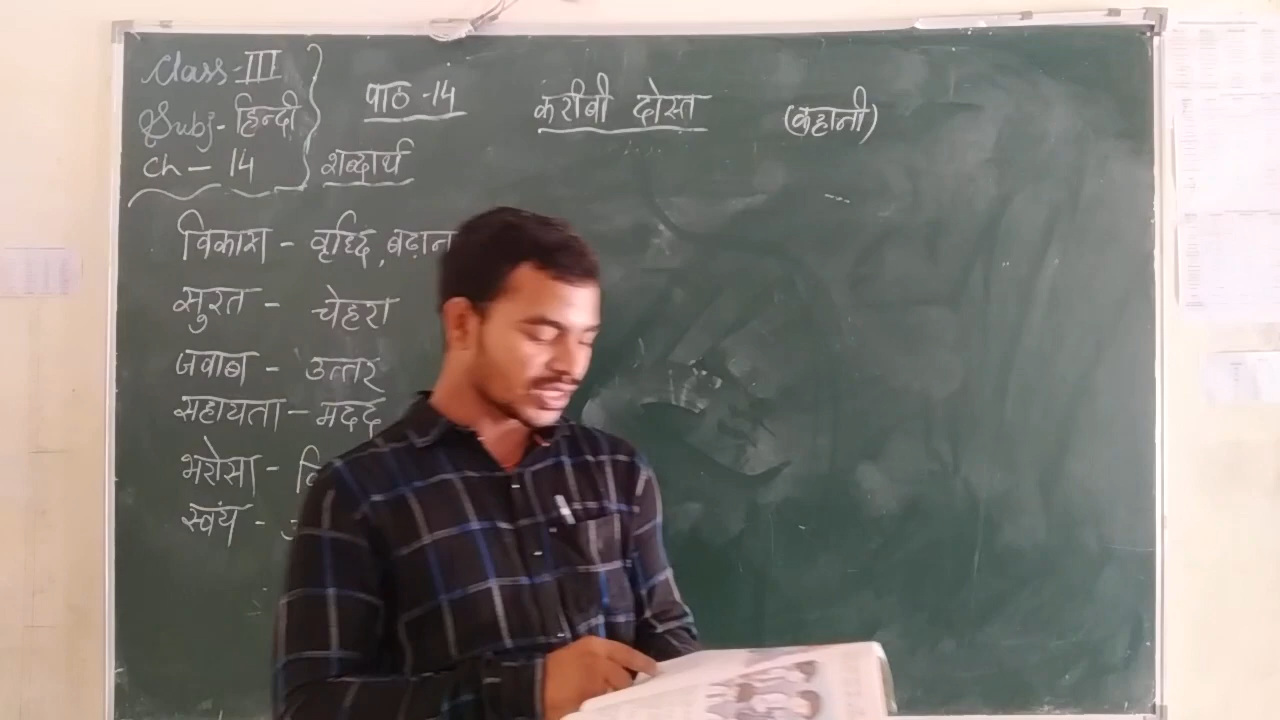 Class-III
Subj- हिन्दी
ch - 14
पाठ -14 करीबी दोस्त (कहानी)
शब्दार्थ
विकास - वृध्दि, बढ़ान
सुरत - चेहरा
जवाब - उत्तर
सहायता - मदद
भरोसा -
स्वंय -